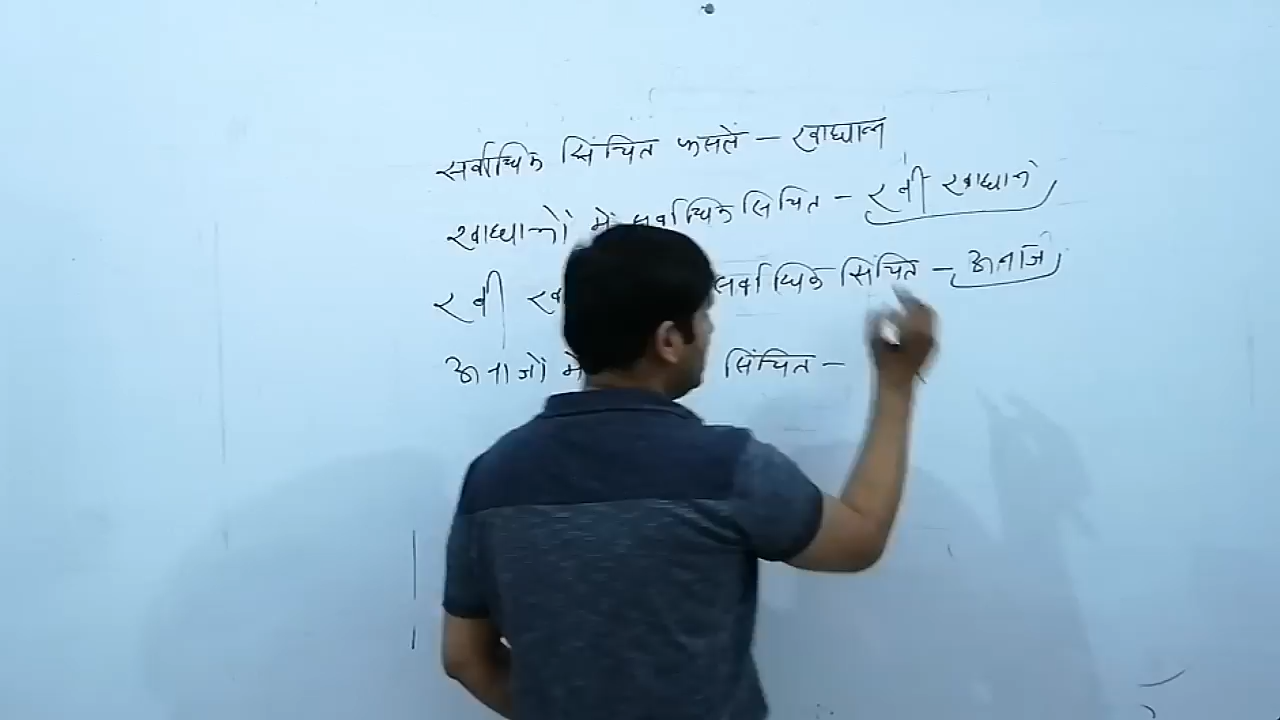 सर्वाधिक सिंचित फसलें – खाद्यान्न
खाद्यानों में सर्वाधिक सिंचित – रबी खाद्यान
रबी सर्वाधिक सिंचित – अनाज
अनाजों में सिंचित –